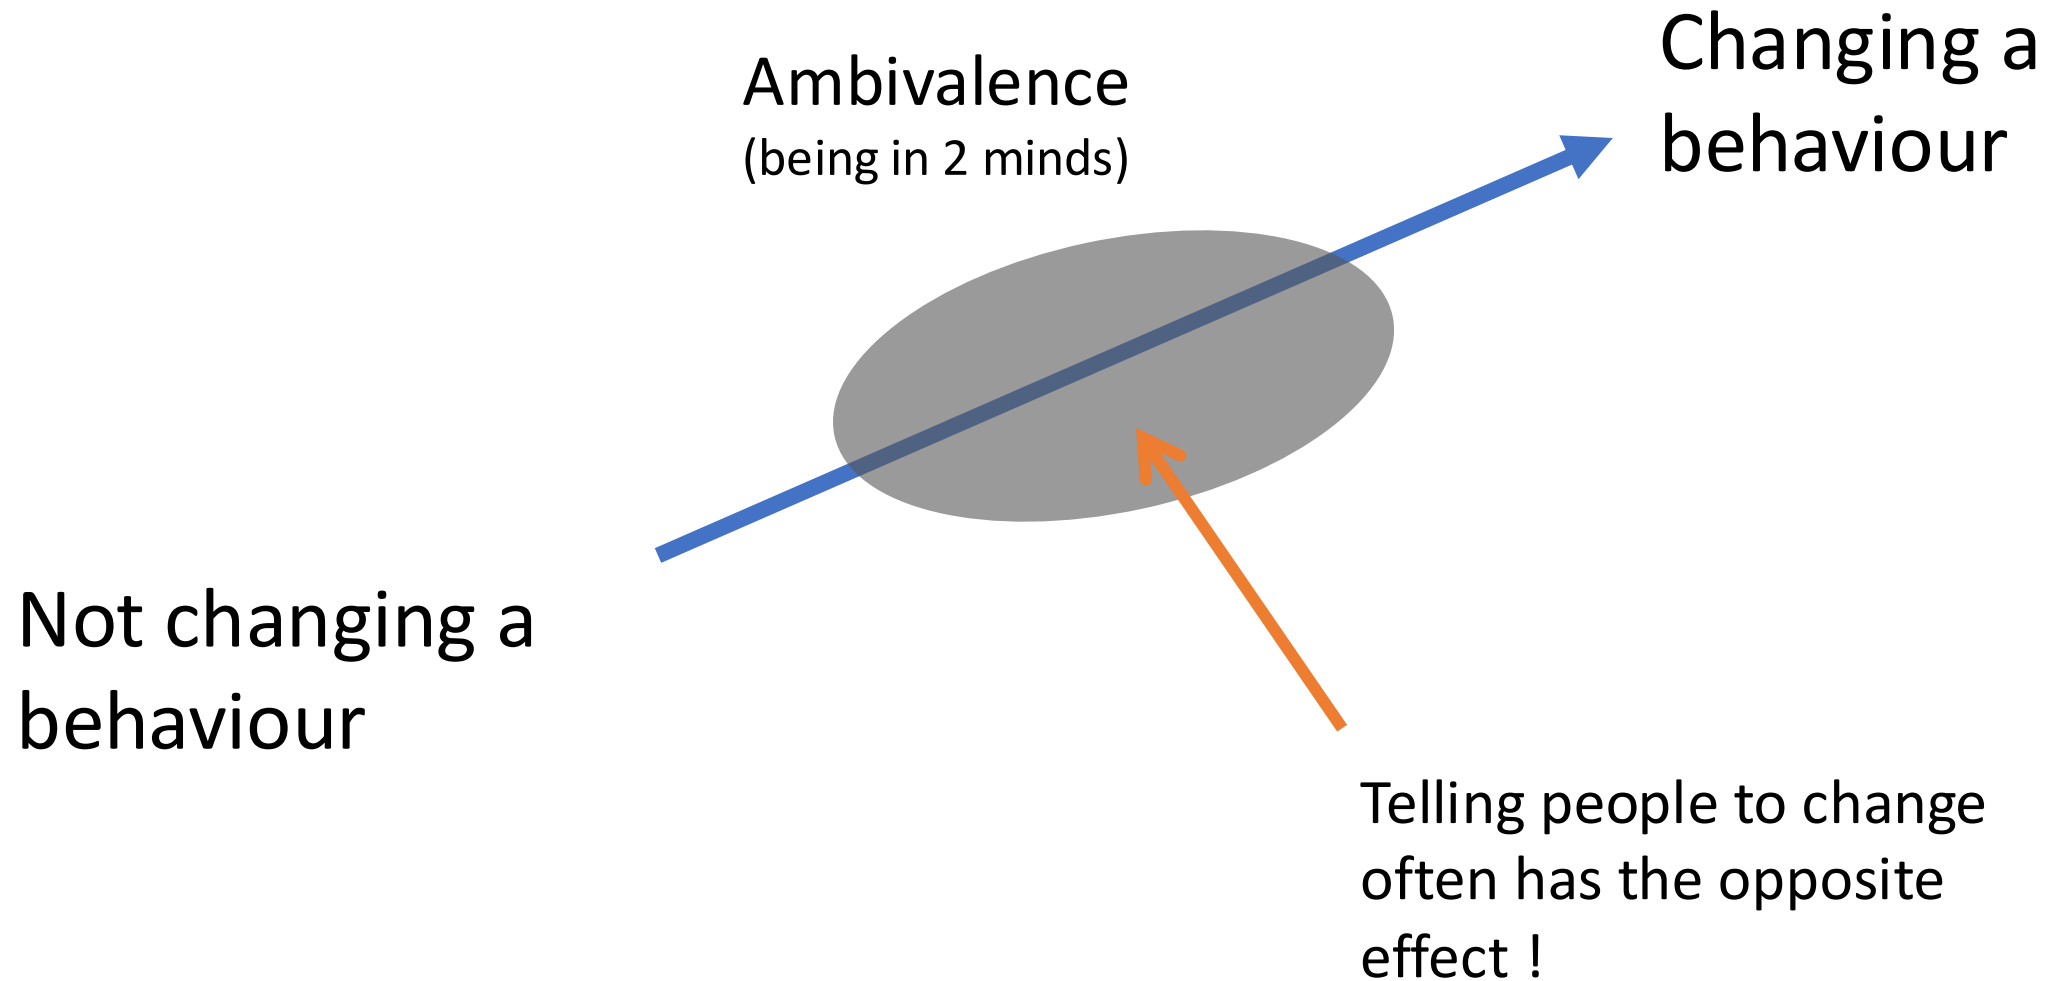 Changing a
behaviour
Ambivalence
(being in 2 minds)
Not changing a
behaviour
Telling people to change
often has the opposite
effect !